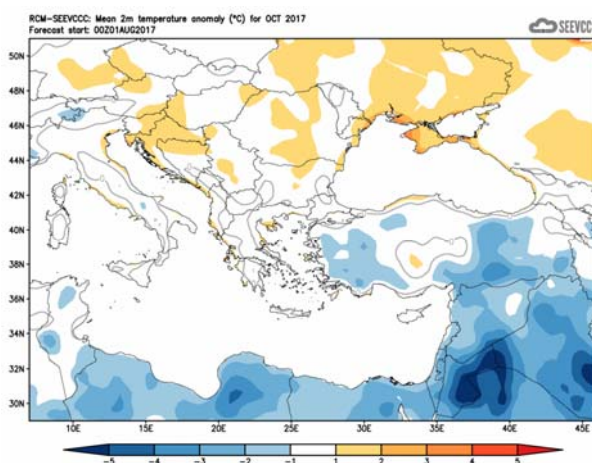 RCM-SEEVCCC: Mean 2m temperature anomaly (°C) for OCT 2017
Forecast start: 00Z01AUG2017
SEEVCC
50N
48N
46N
44N
42N
40N
38N
36N
34N
32N
30N
10E 15E 20E 25E 30E 35E 40E 45E
-5 -4 -3 -2 -1 1 2 3 4 5